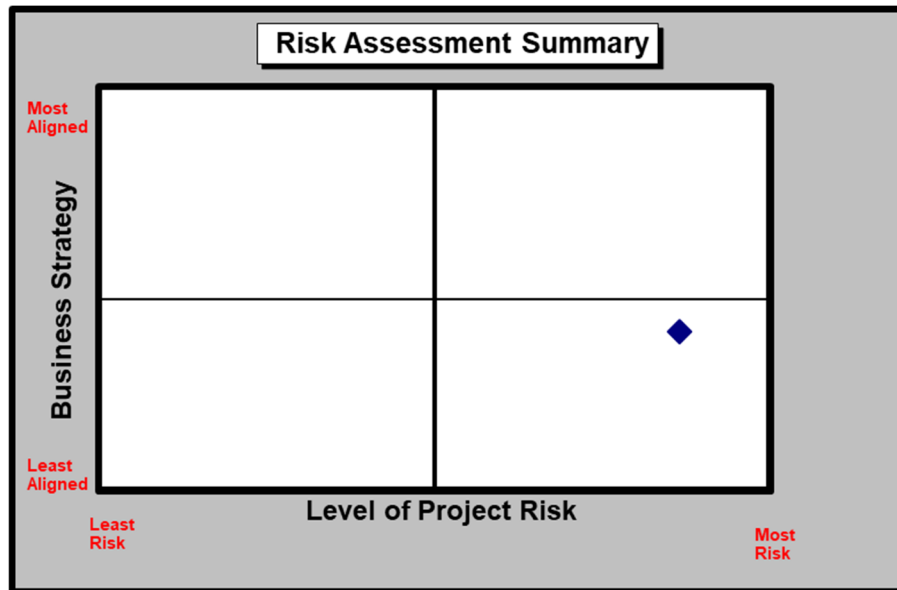 Risk Assessment Summary
Most
Aligned
Business Strategy
Least
Aligned
Level of Project Risk
Least
Risk
Most
Risk